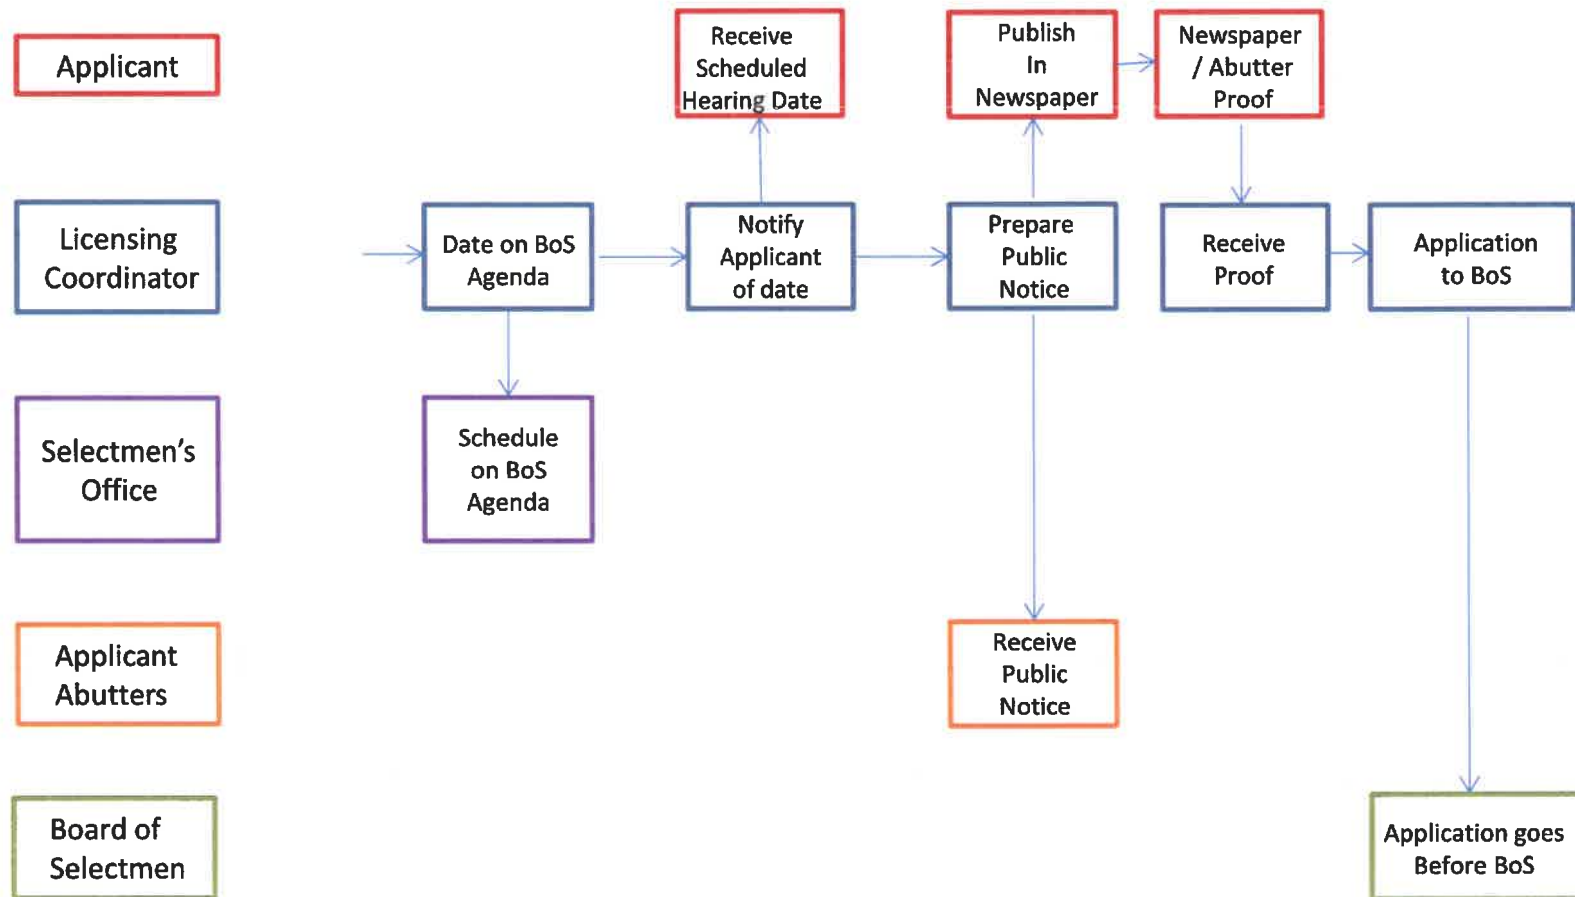 Applicant
Receive
Scheduled
Hearing Date
Publish
In
Newspaper
Newspaper
/ Abutter
Proof
Licensing
Coordinator
Date on BoS
Agenda
Notify
Applicant
of date
Prepare
Public
Notice
Receive
Proof
Application
to BoS
Selectmen's
Office
Schedule
on BoS
Agenda
Applicant
Abutters
Receive
Public
Notice
Board of
Selectmen
Application goes
Before BoS